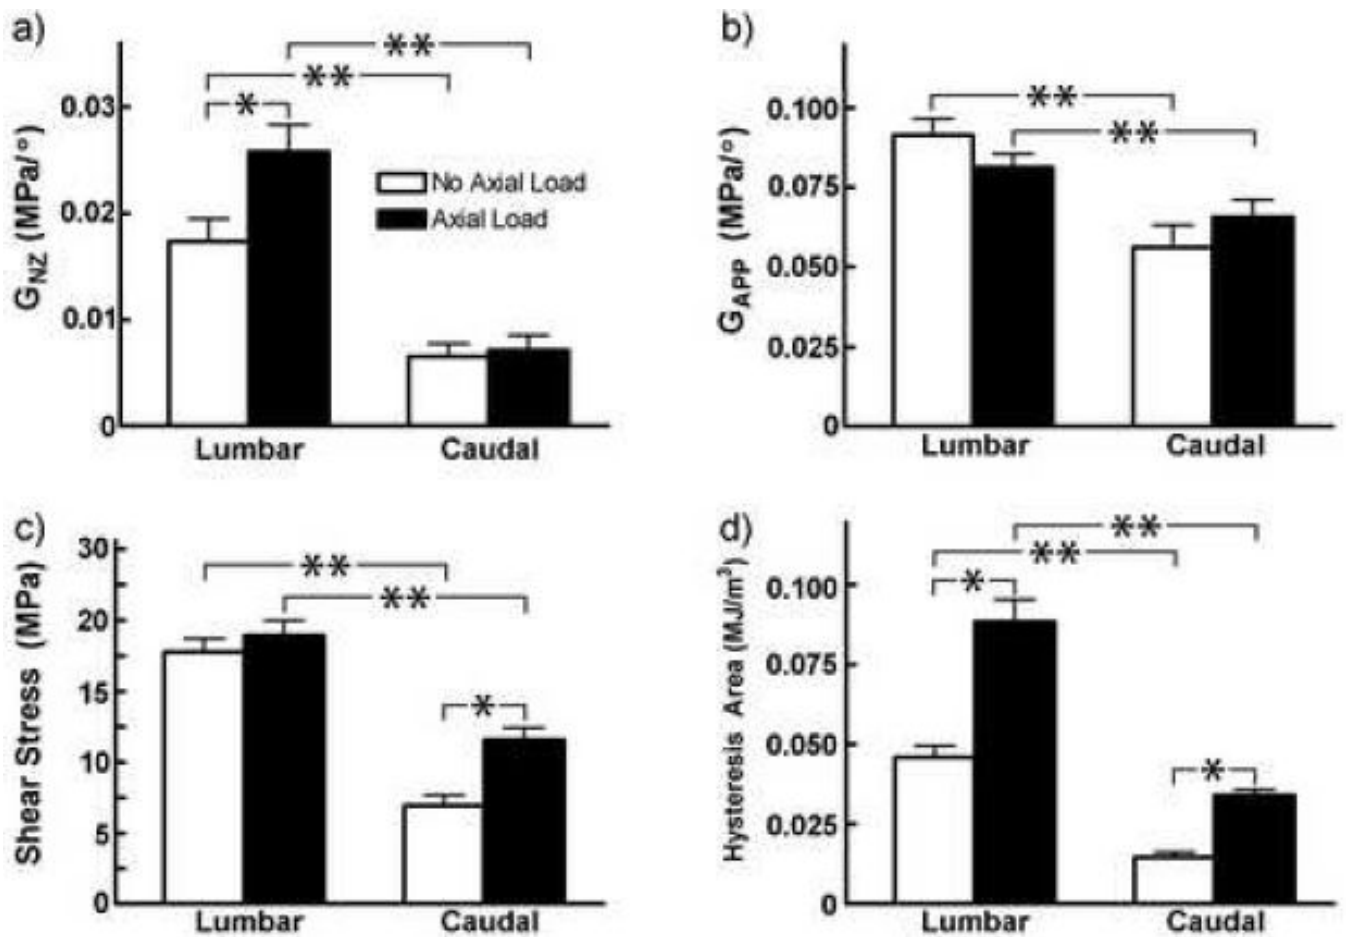 a)
G_NZ (MPa/°)
0.03
0.02
0.01
0
**
**
*
No Axial Load
Axial Load
Lumbar Caudal
b)
G_APP (MPa/°)
0.100
0.075
0.050
0.025
0
**
**
Lumbar Caudal
c)
Shear Stress (MPa)
30
20
15
10
5
0
**
**
*
Lumbar Caudal
d)
Hysteresis Area (MJ/m³)
0.100
0.075
0.050
0.025
0
**
**
*
*
Lumbar Caudal